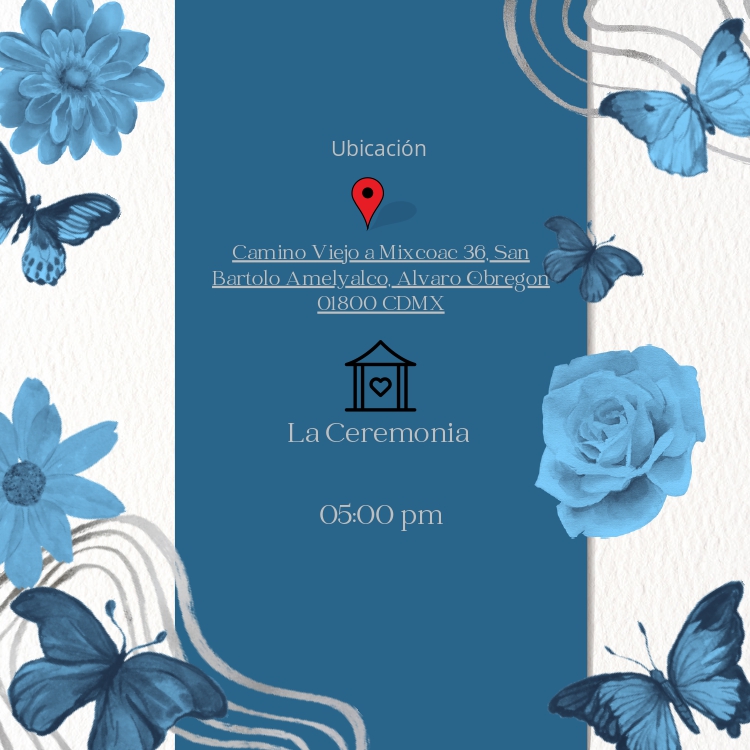 Ubicación
Camino Viejo a Mixcoac 36, San
Bartolo Amelyalco, Alvaro Obregon
01800 CDMX
La Ceremonia
05:00 pm